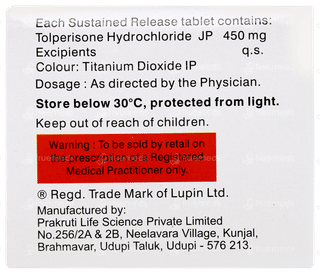 Each Sustained Release tablet contains:
Tolperisone Hydrochloride JP 450 mg
Excipients q.s.
Colour: Titanium Dioxide IP
Dosage : As directed by the Physician.
Store below 30°C, protected from light.
Keep out of reach of children.
Warning : To be sold by retail on
the prescription of a Registered
Medical Practitioner only.
® Regd. Trade Mark of Lupin Ltd.
Manufactured by:
Prakruti Life Science Private Limited
No.256/2A & 2B, Neelavara Village, Kunjal,
Brahmavar, Udupi Taluk, Udupi - 576 213.